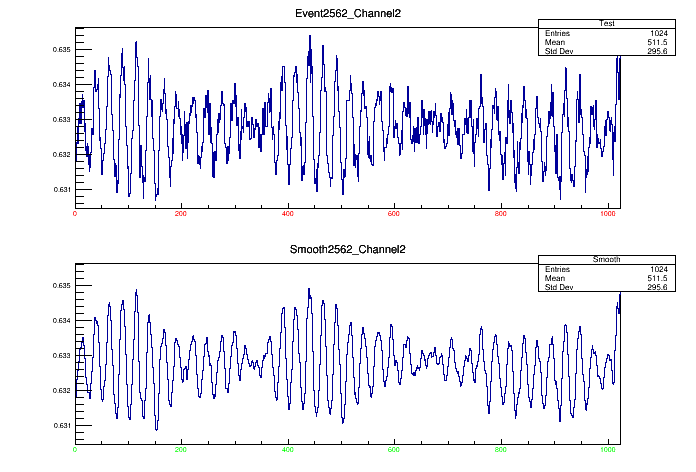 Event2562_Channel2
Test
Entries 1024
Mean 511.5
Std Dev 295.6
0.635
0.634
0.633
0.632
0.631
0 200 400 600 800 1000
Smooth2562_Channel2
Smooth
Entries 1024
Mean 511.5
Std Dev 295.6
0.635
0.634
0.633
0.632
0.631
0 200 400 600 800 1000